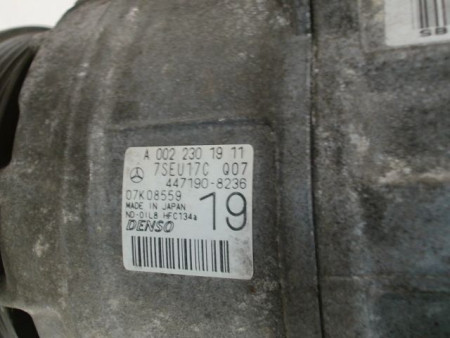 A 002 230 19 11
7SEU17C Q07
447190-8236
07K08559
MADE IN JAPAN
ND-OIL8 HFC134a
19
DENSO